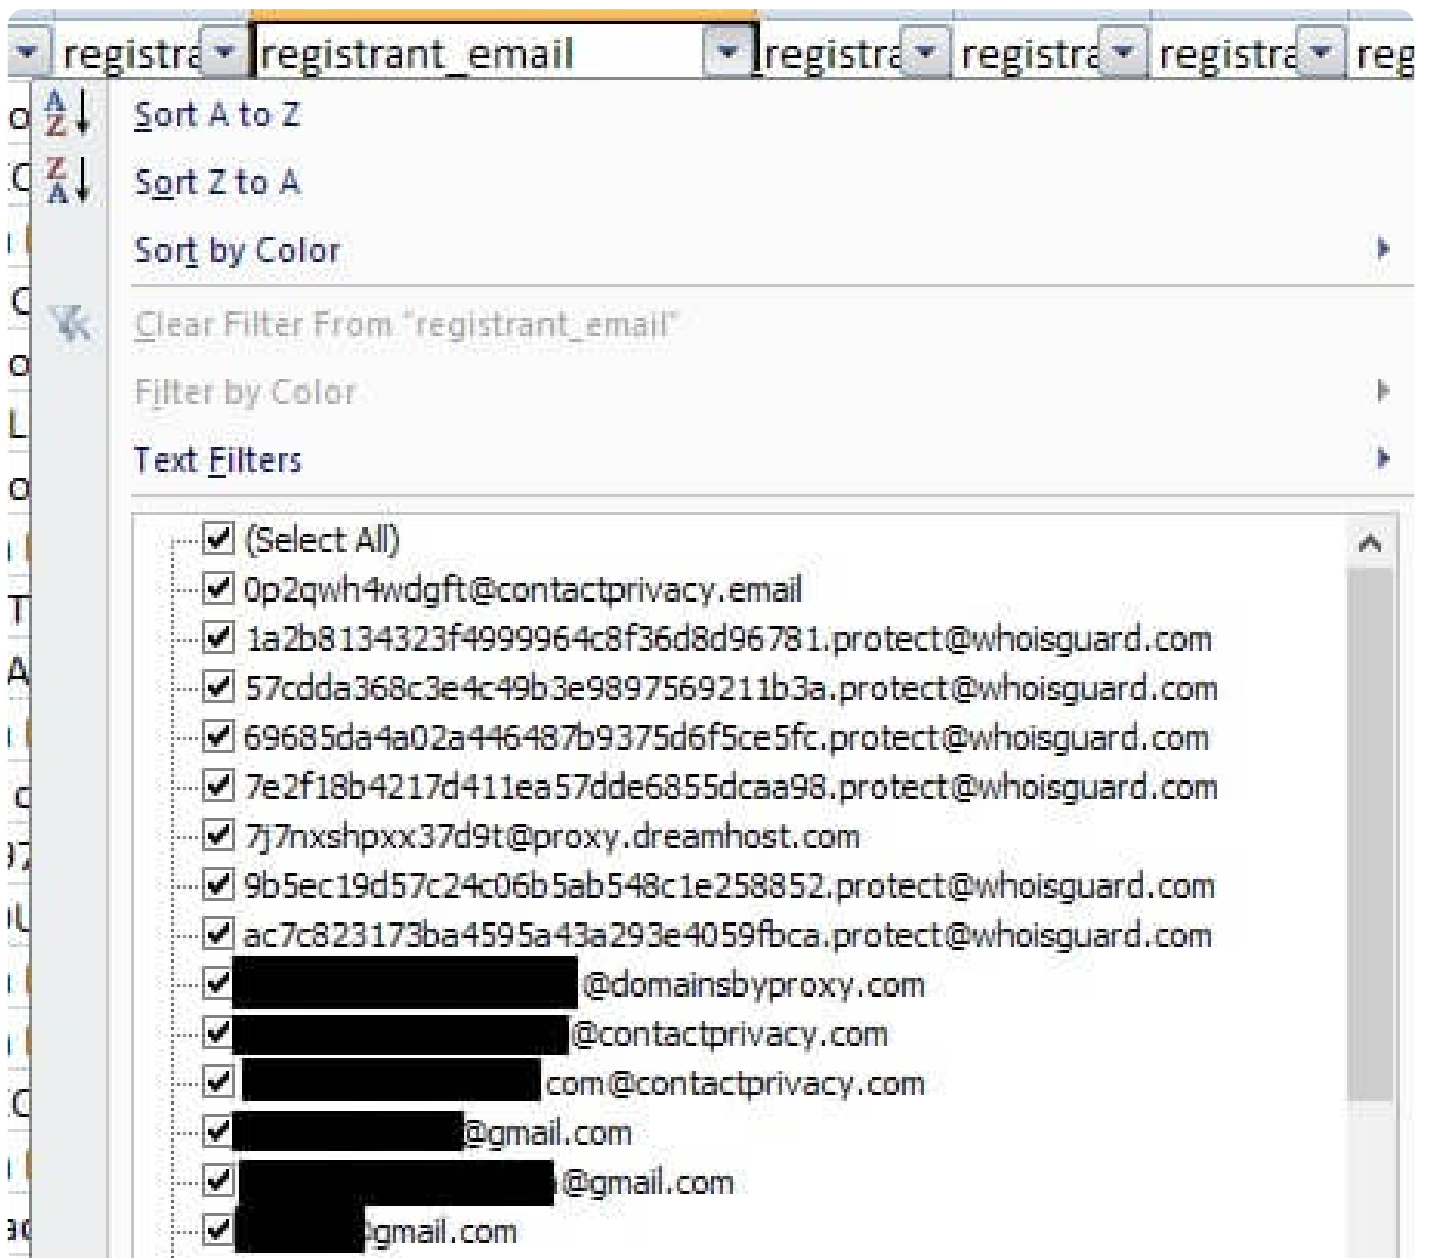 registra registrant_email registra registra registra reg
Sort A to Z
Sort Z to A
Sort by Color
Clear Filter From "registrant_email"
Filter by Color
Text Filters
(Select All)
0p2qwh4wdgft@contactprivacy.email
1a2b8134323f4999964c8f36d8d96781.protect@whoisguard.com
57cdda368c3e4c49b3e9897569211b3a.protect@whoisguard.com
69685da4a02a446487b9375d6f5ce5fc.protect@whoisguard.com
7e2f18b4217d411ea57dde6855dcaa98.protect@whoisguard.com
7j7nxshpxx37d9t@proxy.dreamhost.com
9b5ec19d57c24c06b5ab548c1e258852.protect@whoisguard.com
ac7c823173ba4595a43a293e4059fbca.protect@whoisguard.com
@domainsbyproxy.com
@contactprivacy.com
com@contactprivacy.com
@gmail.com
@gmail.com
@gmail.com